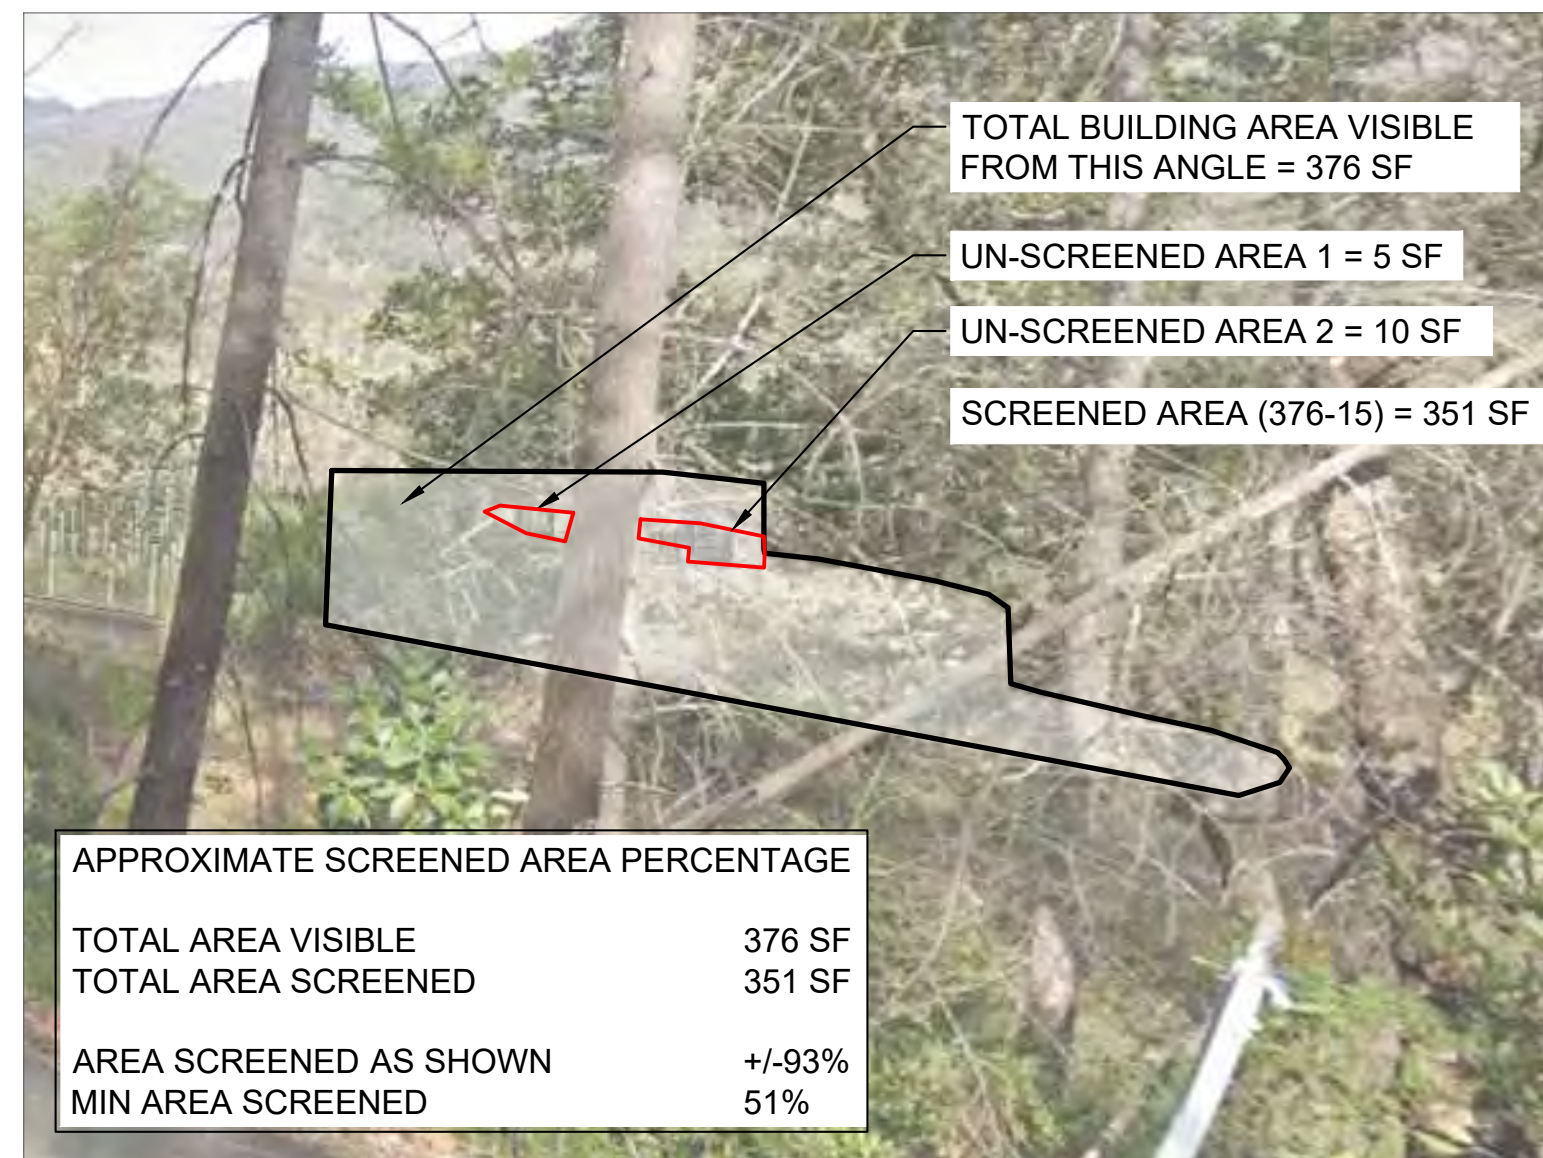 TOTAL BUILDING AREA VISIBLE
FROM THIS ANGLE = 376 SF
UN-SCREENED AREA 1 = 5 SF
UN-SCREENED AREA 2 = 10 SF
SCREENED AREA (376-15) = 351 SF
APPROXIMATE SCREENED AREA PERCENTAGE
TOTAL AREA VISIBLE 376 SF
TOTAL AREA SCREENED 351 SF
AREA SCREENED AS SHOWN +/-93%
MIN AREA SCREENED 51%